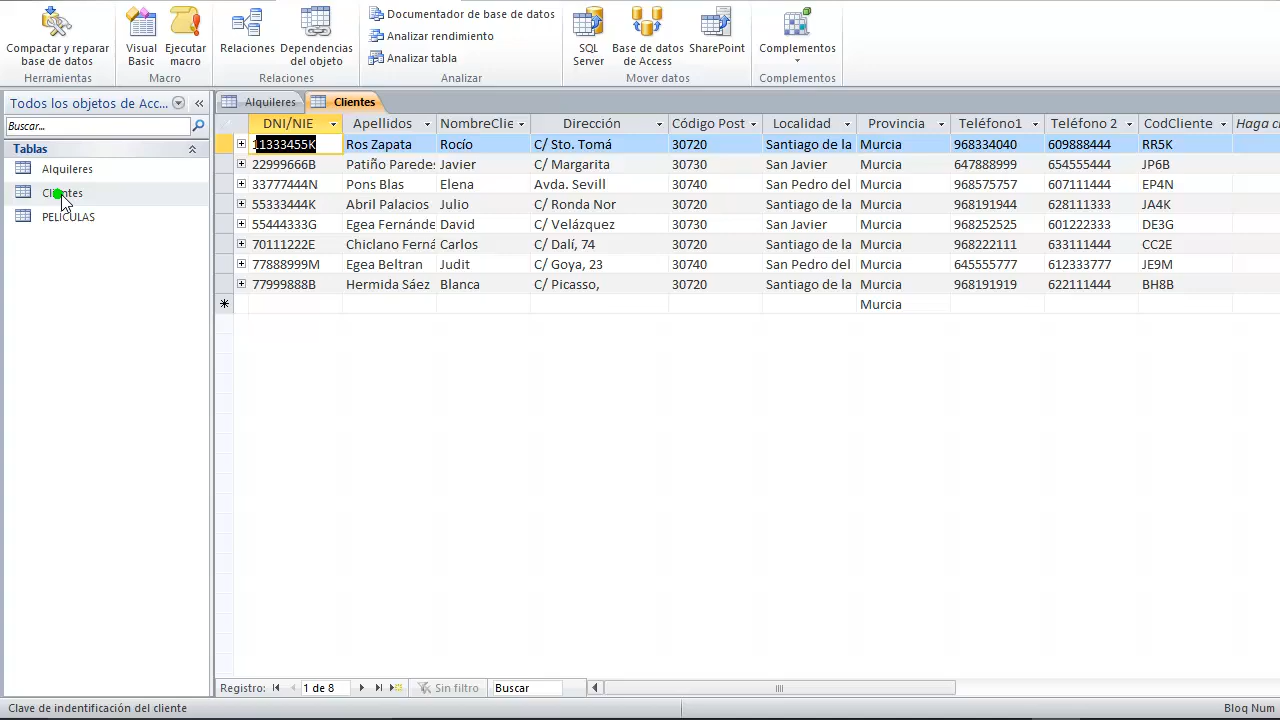 Compactar y reparar base de datos
Visual Basic
Ejecutar macro
Relaciones
Dependencias del objeto
Documentador de base de datos
Analizar rendimiento
Analizar tabla
SQL Server
Base de datos de Access
SharePoint
Complementos
Herramientas
Macro
Relaciones
Analizar
Mover datos
Complementos
Todos los objetos de Acc...
Buscar...
Tablas
Alquileres
Clientes
PELICULAS
Alquileres
Clientes
DNI/NIE Apellidos NombreClie Dirección Código Post Localidad Provincia Teléfono1 Teléfono 2 CodCliente Haga c
11333455K Ros Zapata Rocío C/ Sto. Tomá 30720 Santiago de la Murcia 968334040 609888444 RR5K
22999666B Patiño Parede Javier C/ Margarita 30730 San Javier Murcia 647888999 654555444 JP6B
33777444N Pons Blas Elena Avda. Sevill 30740 San Pedro del Murcia 968575757 607111444 EP4N
55333444K Abril Palacios Julio C/ Ronda Nor 30720 Santiago de la Murcia 968191944 628111333 JA4K
55444333G Egea Fernánde David C/ Velázquez 30730 San Javier Murcia 968252525 601222333 DE3G
70111222E Chiclano Ferná Carlos C/ Dalí, 74 30720 Santiago de la Murcia 968222111 633111444 CC2E
77888999M Egea Beltran Judit C/ Goya, 23 30740 San Pedro del Murcia 645555777 612333777 JE9M
77999888B Hermida Sáez Blanca C/ Picasso, 30720 Santiago de la Murcia 968191919 622111444 BH8B
Murcia
Registro: 1 de 8 Sin filtro Buscar
Clave de indentificación del cliente
Bloq Num